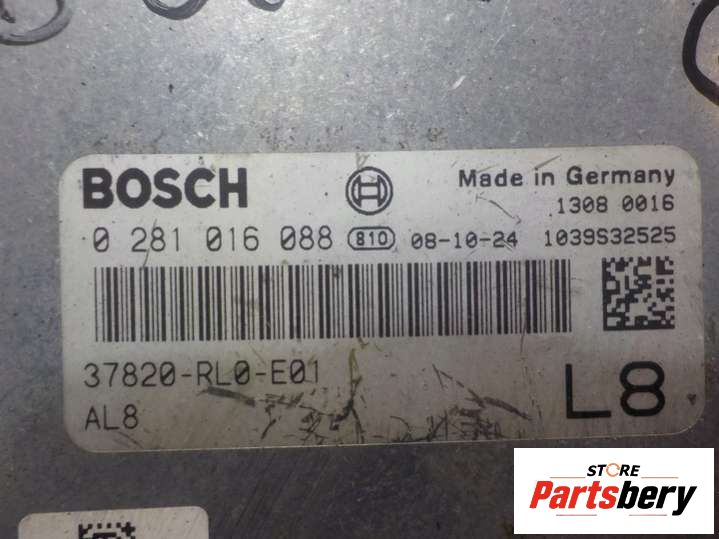 BOSCH
Made in Germany
1308 0016
0 281 016 088 810 08-10-24 1039S32525
37820-RL0-E01
AL8
L8
STORE
Partsbery